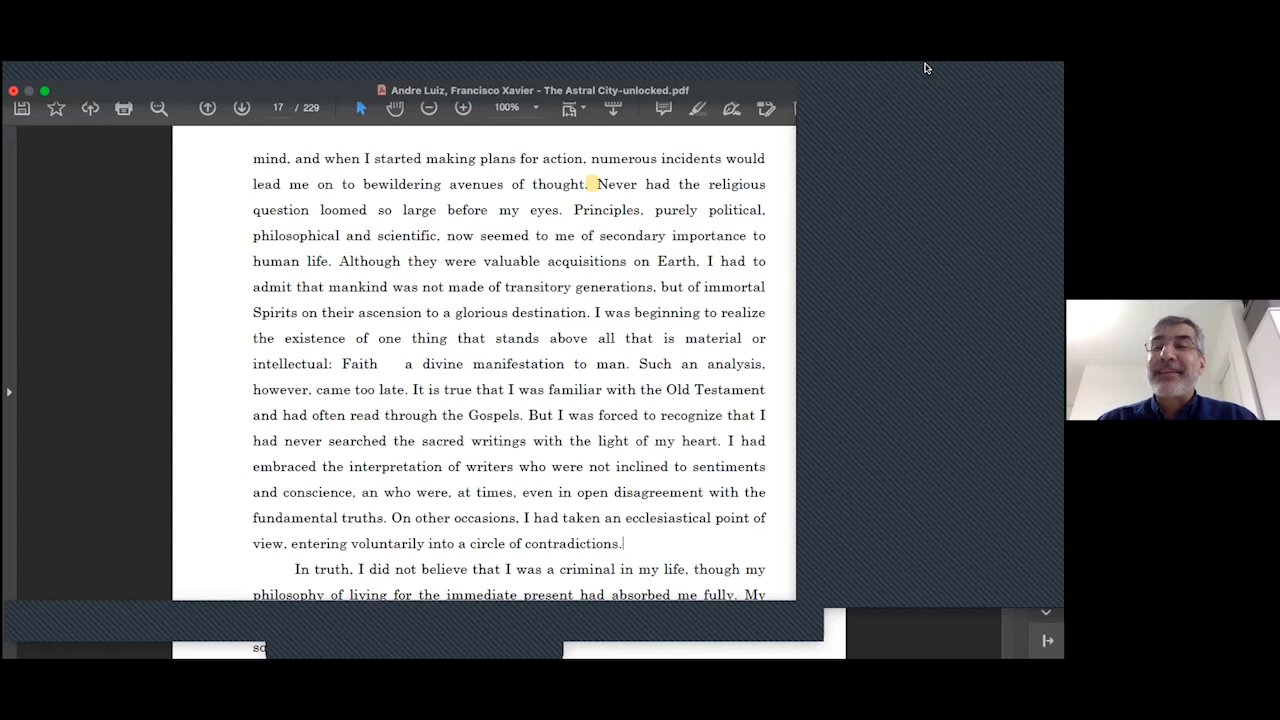 Andre Luiz, Francisco Xavier - The Astral City-unlocked.pdf
17 / 229
100%
mind, and when I started making plans for action, numerous incidents would
lead me on to bewildering avenues of thought. Never had the religious
question loomed so large before my eyes. Principles, purely political,
philosophical and scientific, now seemed to me of secondary importance to
human life. Although they were valuable acquisitions on Earth, I had to
admit that mankind was not made of transitory generations, but of immortal
Spirits on their ascension to a glorious destination. I was beginning to realize
the existence of one thing that stands above all that is material or
intellectual: Faith a divine manifestation to man. Such an analysis,
however, came too late. It is true that I was familiar with the Old Testament
and had often read through the Gospels. But I was forced to recognize that I
had never searched the sacred writings with the light of my heart. I had
embraced the interpretation of writers who were not inclined to sentiments
and conscience, an who were, at times, even in open disagreement with the
fundamental truths. On other occasions, I had taken an ecclesiastical point of
view, entering voluntarily into a circle of contradictions.
In truth, I did not believe that I was a criminal in my life, though my
philosophy of living for the immediate present had absorbed me fully. My
so